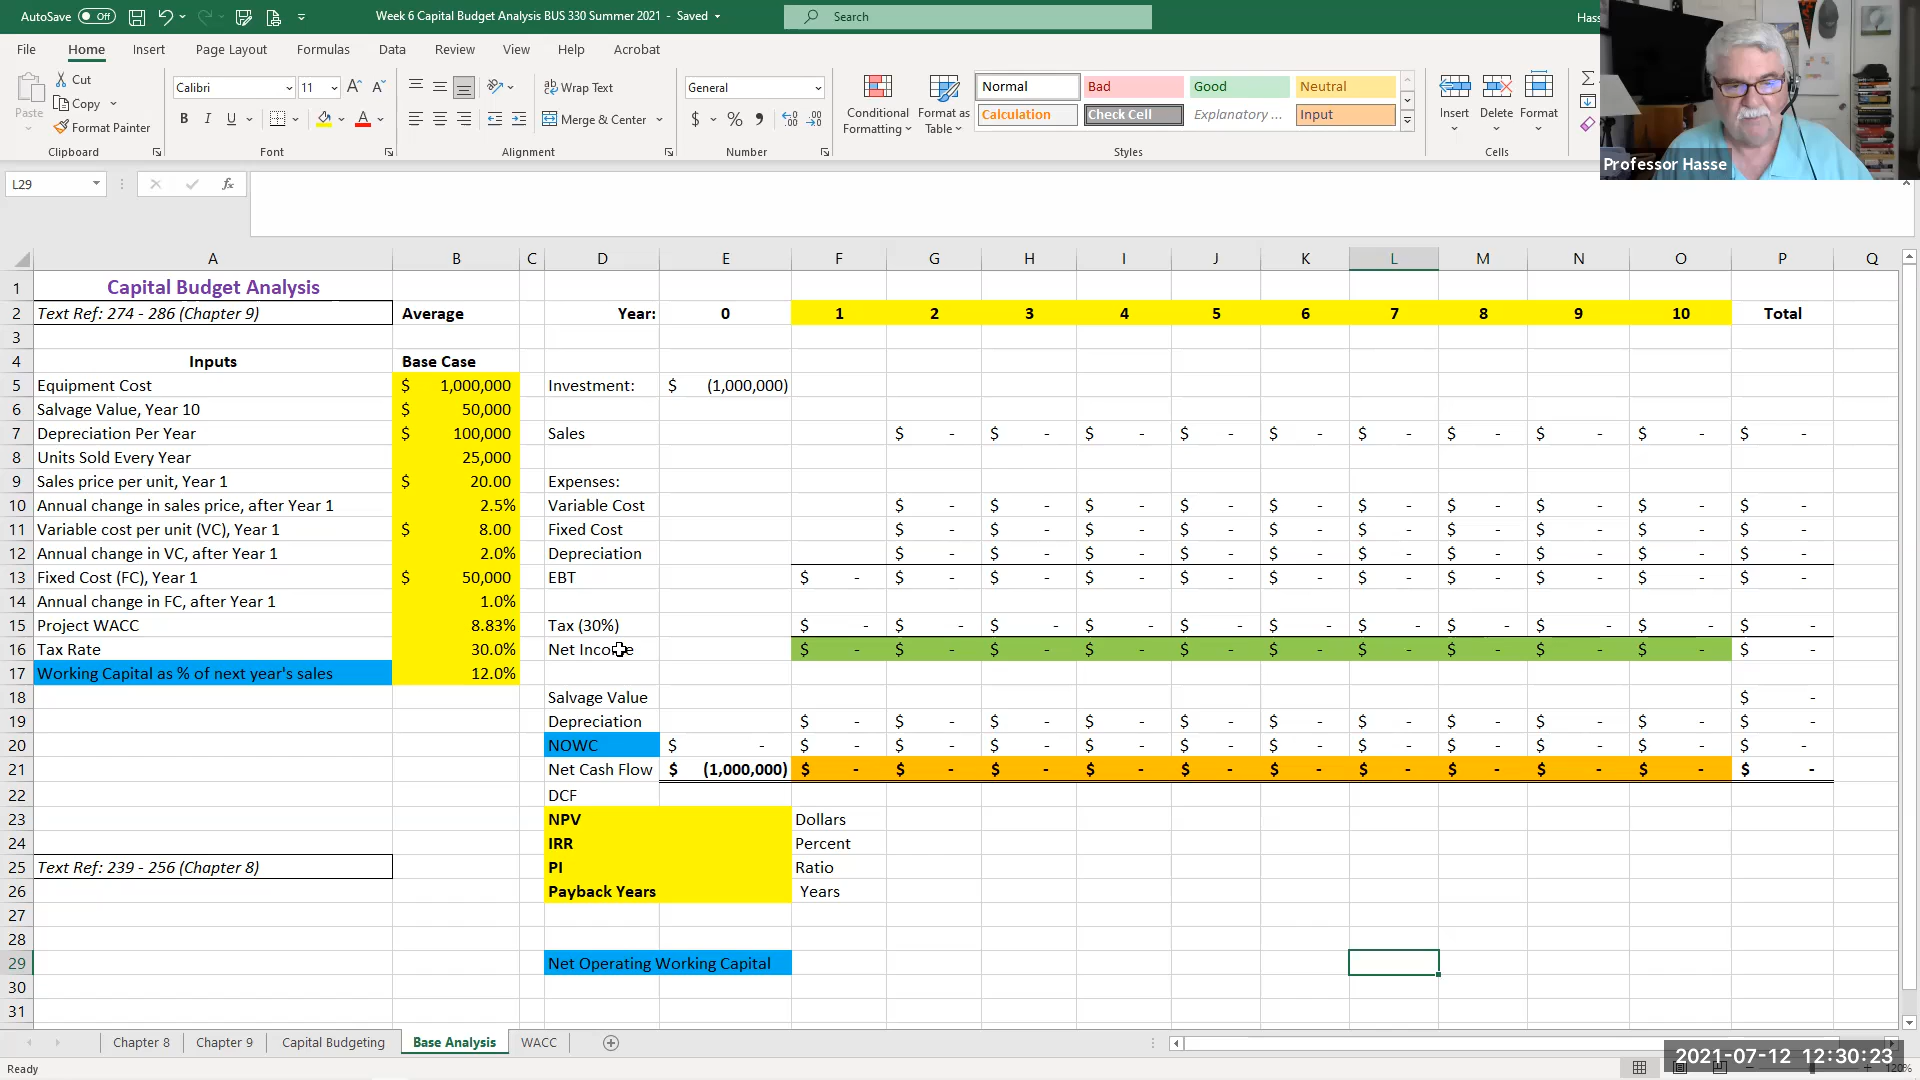 AutoSave Off Week 6 Capital Budget Analysis BUS 330 Summer 2021 - Saved Search Hass
File Home Insert Page Layout Formulas Data Review View Help Acrobat
Paste Cut Copy Format Painter Clipboard
Calibri 11 B I U Font
Wrap Text Merge & Center Alignment
General $ % Number
Conditional Formatting Format as Table
Normal Bad Good Neutral
Calculation Check Cell Explanatory ... Input
Styles
Insert Delete Format Cells
Professor Hasse
L29 fx
A B C D E F G H I J K L M N O P Q
1 Capital Budget Analysis
2 Text Ref: 274 - 286 (Chapter 9) Average Year: 0 1 2 3 4 5 6 7 8 9 10 Total
3
4 Inputs Base Case
5 Equipment Cost $ 1,000,000 Investment: $ (1,000,000)
6 Salvage Value, Year 10 $ 50,000
7 Depreciation Per Year $ 100,000 Sales $ - $ - $ - $ - $ - $ - $ - $ - $ - $ -
8 Units Sold Every Year 25,000
9 Sales price per unit, Year 1 $ 20.00 Expenses:
10 Annual change in sales price, after Year 1 2.5% Variable Cost $ - $ - $ - $ - $ - $ - $ - $ - $ - $ -
11 Variable cost per unit (VC), Year 1 $ 8.00 Fixed Cost $ - $ - $ - $ - $ - $ - $ - $ - $ - $ -
12 Annual change in VC, after Year 1 2.0% Depreciation $ - $ - $ - $ - $ - $ - $ - $ - $ - $ -
13 Fixed Cost (FC), Year 1 $ 50,000 EBT $ - $ - $ - $ - $ - $ - $ - $ - $ - $ - $ -
14 Annual change in FC, after Year 1 1.0%
15 Project WACC 8.83% Tax (30%) $ - $ - $ - $ - $ - $ - $ - $ - $ - $ - $ -
16 Tax Rate 30.0% Net Income $ - $ - $ - $ - $ - $ - $ - $ - $ - $ - $ -
17 Working Capital as % of next year's sales 12.0%
18 Salvage Value $ -
19 Depreciation $ - $ - $ - $ - $ - $ - $ - $ - $ - $ - $ -
20 NOWC $ - $ - $ - $ - $ - $ - $ - $ - $ - $ - $ - $ -
21 Net Cash Flow $ (1,000,000) $ - $ - $ - $ - $ - $ - $ - $ - $ - $ - $ -
22 DCF
23 NPV Dollars
24 IRR Percent
25 Text Ref: 239 - 256 (Chapter 8) PI Ratio
26 Payback Years Years
27
28
29 Net Operating Working Capital
30
31
Chapter 8 Chapter 9 Capital Budgeting Base Analysis WACC
Ready 2021-07-12 12:30:23 120%